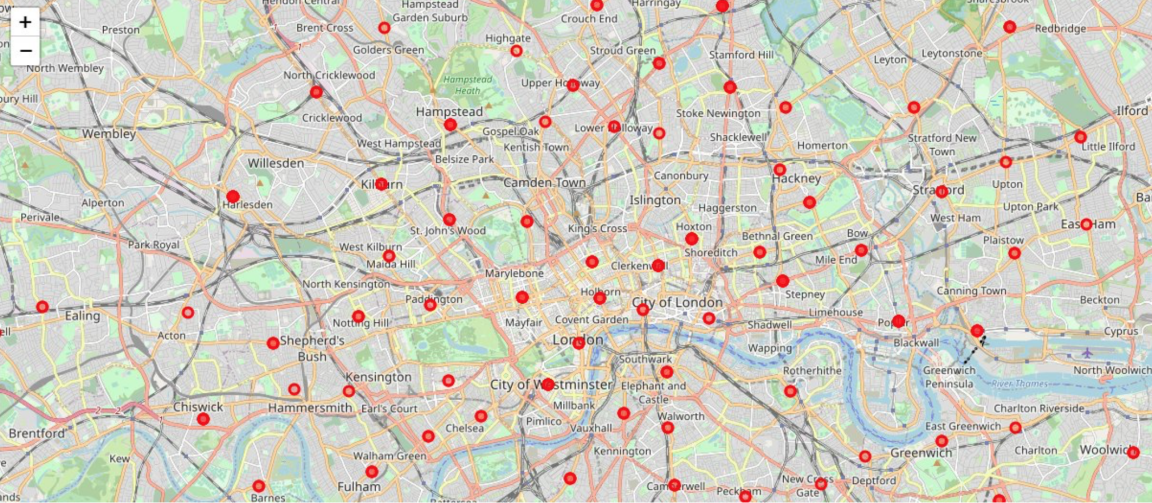 +
−
Preston
Hendon Central
Hampstead
Garden Suburb
Crouch End
Harringay
Brent Cross
Golders Green
Highgate
Stroud Green
Stamford Hill
Redbridge
Leytonstone
Leyton
North Wembley
North Cricklewood
Hampstead
Heath
Upper Holloway
Cricklewood
Hampstead
Stoke Newington
Ilford
Wembley
West Hampstead
Gospel Oak
Lower Holloway
Shacklewell
Stratford New
Town
Kentish Town
Homerton
Little Ilford
Willesden
Belsize Park
Canonbury
Hackney
Kilburn
Camden Town
Upton
Stratford
Alperton
Harlesden
Islington
Haggerston
Upton Park
Perivale
West Ham
East Ham
St. John's Wood
King's Cross
Hoxton
Park Royal
West Kilburn
Bethnal Green
Bow
Plaistow
Maida Hill
Shoreditch
Mile End
Marylebone
Clerkenwell
North Kensington
Holborn
Stepney
Canning Town
Paddington
City of London
Beckton
Ealing
Notting Hill
Mayfair
Covent Garden
Limehouse
Shadwell
Poplar
Acton
Cyprus
Shepherd's
Bush
London
Wapping
Blackwall
Southwark
Rotherhithe
Greenwich
Peninsula
North Woolwich
Kensington
City of Westminster
Elephant and
Castle
River Thames
Chiswick
Hammersmith
Earl's Court
Millbank
Walworth
Charlton Riverside
Brentford
Chelsea
Pimlico
Vauxhall
East Greenwich
Kennington
Greenwich
Charlton
Woolwich
Kew
Walham Green
Fulham
Barnes
Camberwell
Peckham
New Cross
Gate
Deptford